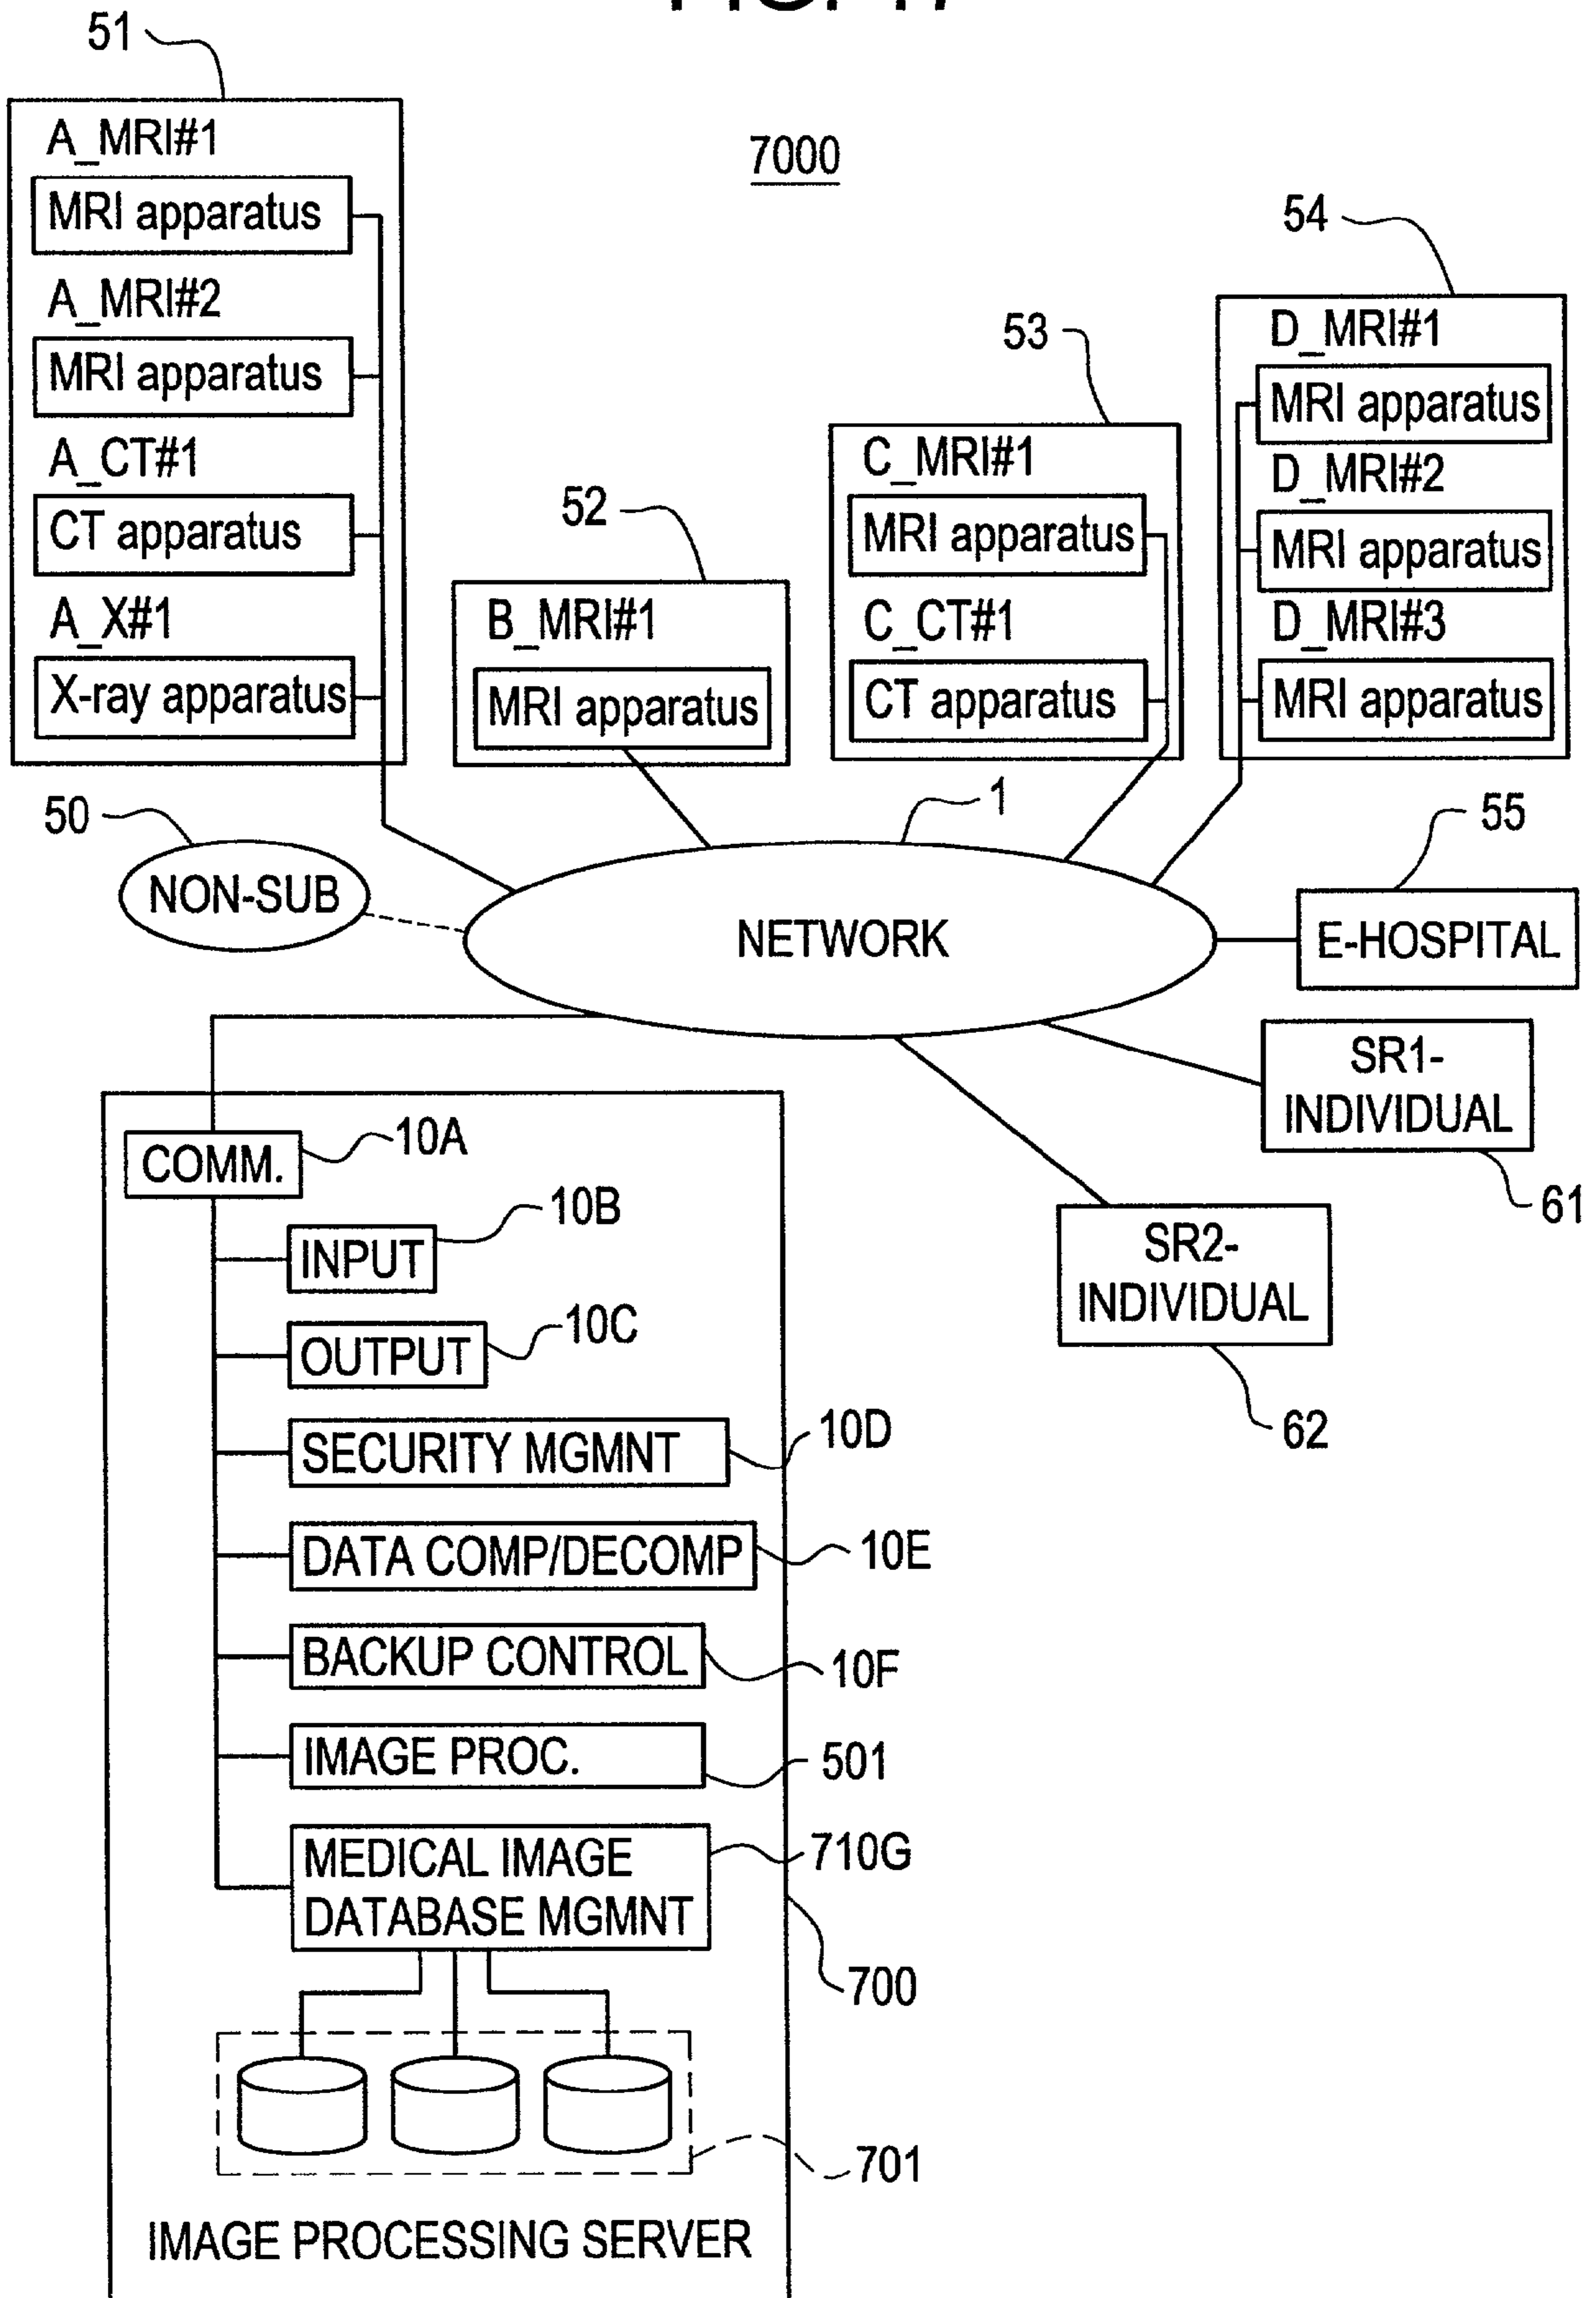 51
A_MRI#1
MRI apparatus
A_MRI#2
MRI apparatus
A_CT#1
CT apparatus
A_X#1
X-ray apparatus
7000
52
B_MRI#1
MRI apparatus
53
C_MRI#1
MRI apparatus
C_CT#1
CT apparatus
54
D_MRI#1
MRI apparatus
D_MRI#2
MRI apparatus
D_MRI#3
MRI apparatus
50
NON-SUB
1
NETWORK
55
E-HOSPITAL
SR1-
INDIVIDUAL
61
SR2-
INDIVIDUAL
62
COMM.
10A
INPUT
10B
OUTPUT
10C
SECURITY MGMNT
10D
DATA COMP/DECOMP
10E
BACKUP CONTROL
10F
IMAGE PROC.
501
MEDICAL IMAGE
DATABASE MGMNT
710G
700
701
IMAGE PROCESSING SERVER